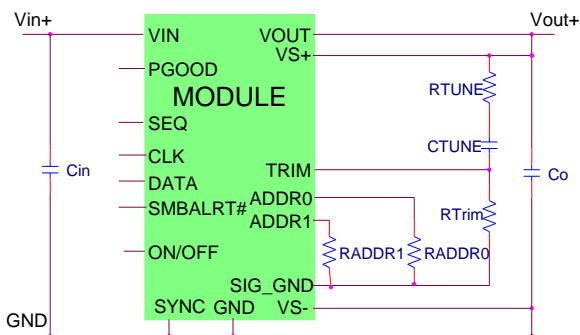 Vin+
Vout+
VIN
VOUT
VS+
PGOOD
RTUNE
MODULE
SEQ
CTUNE
CLK
TRIM
Cin
Co
DATA
ADDR0
SMBALRT#
RTrim
ADDR1
ON/OFF
RADDR1
RADDR0
SIG_GND
SYNC
GND
VS-
GND